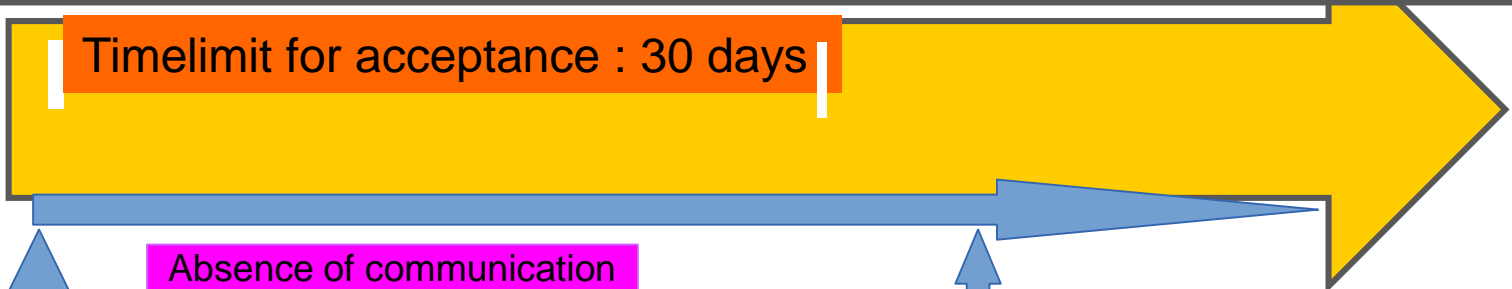 Timelimit for acceptance : 30 days
Absence of communication